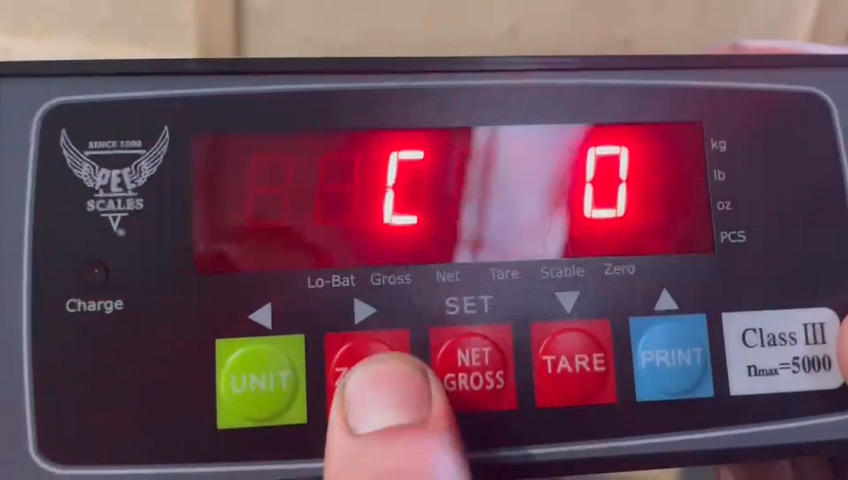 SINCE 1980
PEC
SCALES
C 0
kg
lb
oz
PCS
Charge
Lo-Bat Gross Net Tare Stable Zero
SET
UNIT
NET
GROSS
TARE
PRINT
Class III
nmax=5000